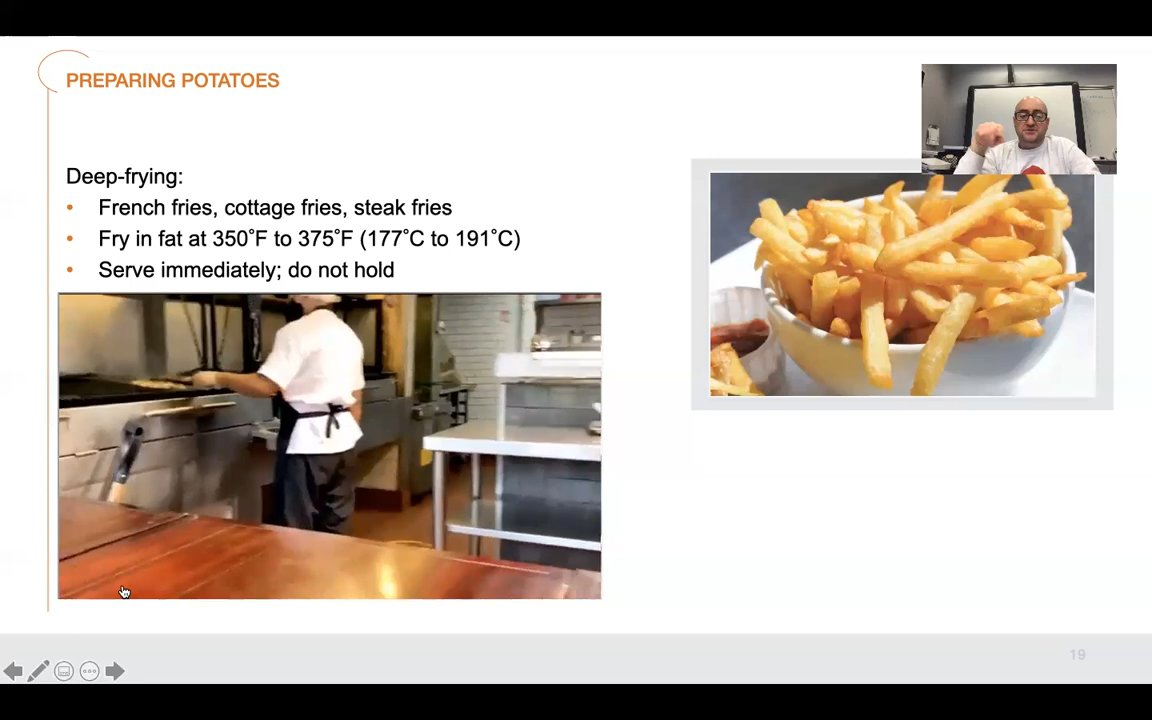 PREPARING POTATOES
Deep-frying:
• French fries, cottage fries, steak fries
• Fry in fat at 350˚F to 375˚F (177˚C to 191˚C)
• Serve immediately; do not hold
19